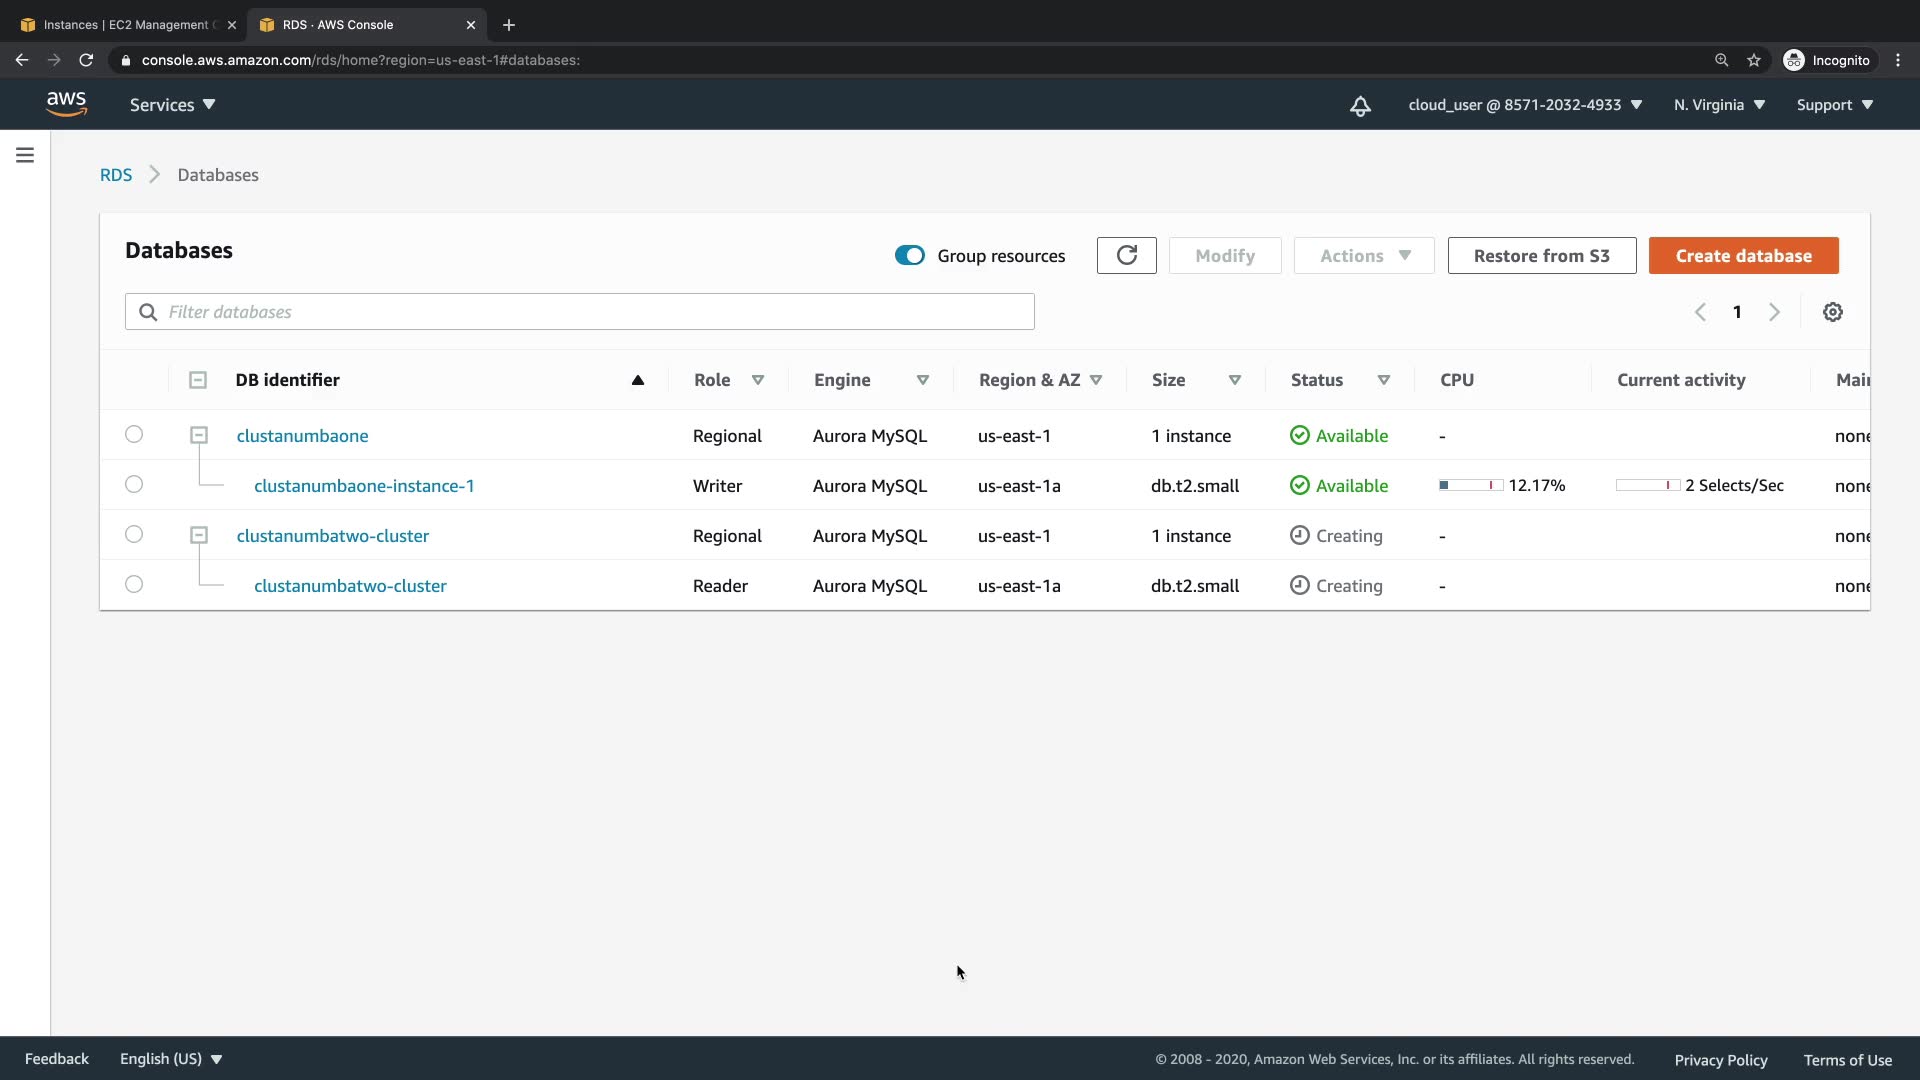 Instances | EC2 Management C
RDS · AWS Console
console.aws.amazon.com/rds/home?region=us-east-1#databases:
Incognito
aws
Services
cloud_user @ 8571-2032-4933
N. Virginia
Support
RDS
Databases
Databases
Group resources
Modify
Actions
Restore from S3
Create database
Filter databases
1
DB identifier
Role
Engine
Region & AZ
Size
Status
CPU
Current activity
Mai
clustanumbaone
Regional
Aurora MySQL
us-east-1
1 instance
Available
-
none
clustanumbaone-instance-1
Writer
Aurora MySQL
us-east-1a
db.t2.small
Available
12.17%
2 Selects/Sec
none
clustanumbatwo-cluster
Regional
Aurora MySQL
us-east-1
1 instance
Creating
-
none
clustanumbatwo-cluster
Reader
Aurora MySQL
us-east-1a
db.t2.small
Creating
-
none
Feedback
English (US)
© 2008 - 2020, Amazon Web Services, Inc. or its affiliates. All rights reserved.
Privacy Policy
Terms of Use